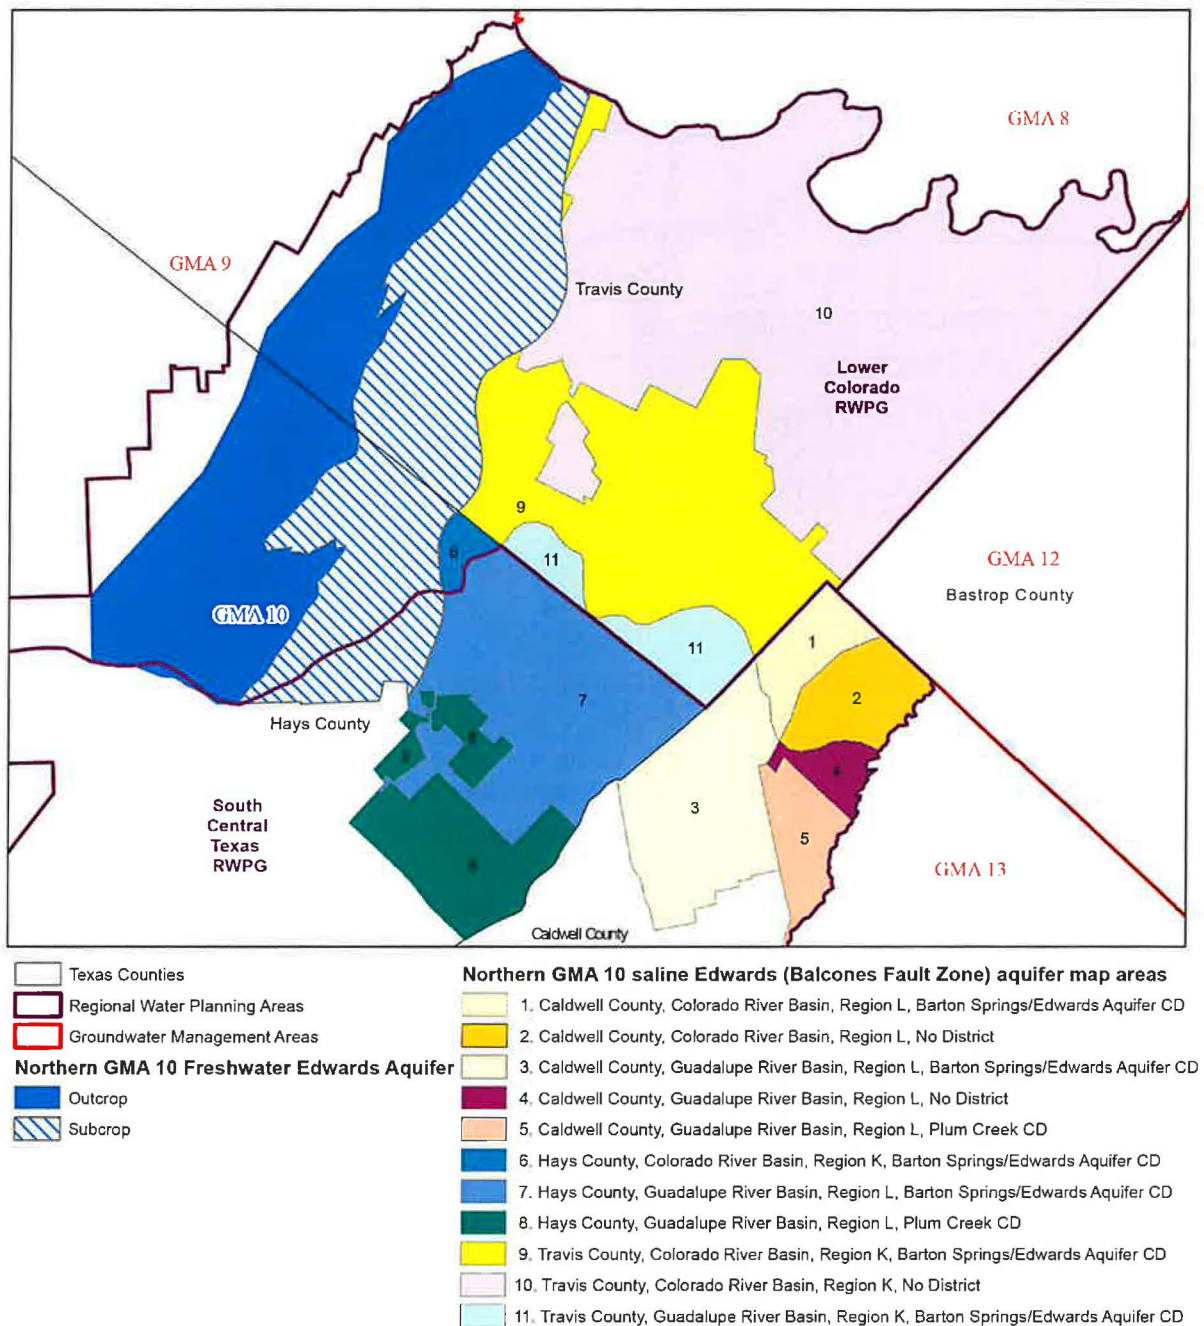 GMA 8
GMA 9
Travis County
10
Lower
Colorado
RWPG
9
6
11
GMA 12
Bastrop County
GMA 10
11
1
2
7
Hays County
8
8
4
South
Central
Texas
RWPG
3
5
8
GMA 13
Caldwell County
Texas Counties
Regional Water Planning Areas
Groundwater Management Areas
Northern GMA 10 Freshwater Edwards Aquifer
Outcrop
Subcrop
Northern GMA 10 saline Edwards (Balcones Fault Zone) aquifer map areas
1. Caldwell County, Colorado River Basin, Region L, Barton Springs/Edwards Aquifer CD
2. Caldwell County, Colorado River Basin, Region L, No District
3. Caldwell County, Guadalupe River Basin, Region L, Barton Springs/Edwards Aquifer CD
4. Caldwell County, Guadalupe River Basin, Region L, No District
5. Caldwell County, Guadalupe River Basin, Region L, Plum Creek CD
6. Hays County, Colorado River Basin, Region K, Barton Springs/Edwards Aquifer CD
7. Hays County, Guadalupe River Basin, Region L, Barton Springs/Edwards Aquifer CD
8. Hays County, Guadalupe River Basin, Region L, Plum Creek CD
9. Travis County, Colorado River Basin, Region K, Barton Springs/Edwards Aquifer CD
10. Travis County, Colorado River Basin, Region K, No District
11. Travis County, Guadalupe River Basin, Region K, Barton Springs/Edwards Aquifer CD